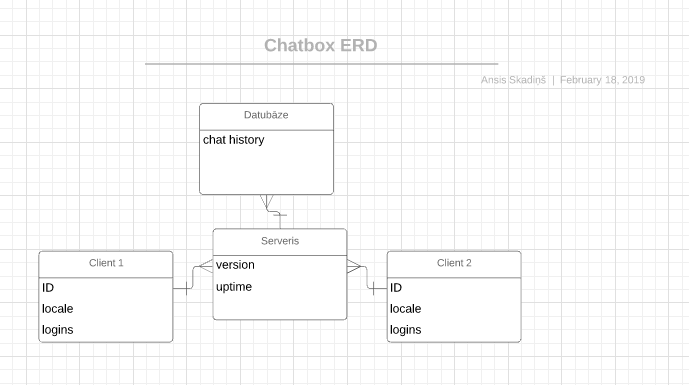 Chatbox ERD
Ansis Skadiņš | February 18, 2019
Datubāze
chat history
Serveris
version
uptime
Client 1
ID
locale
logins
Client 2
ID
locale
logins